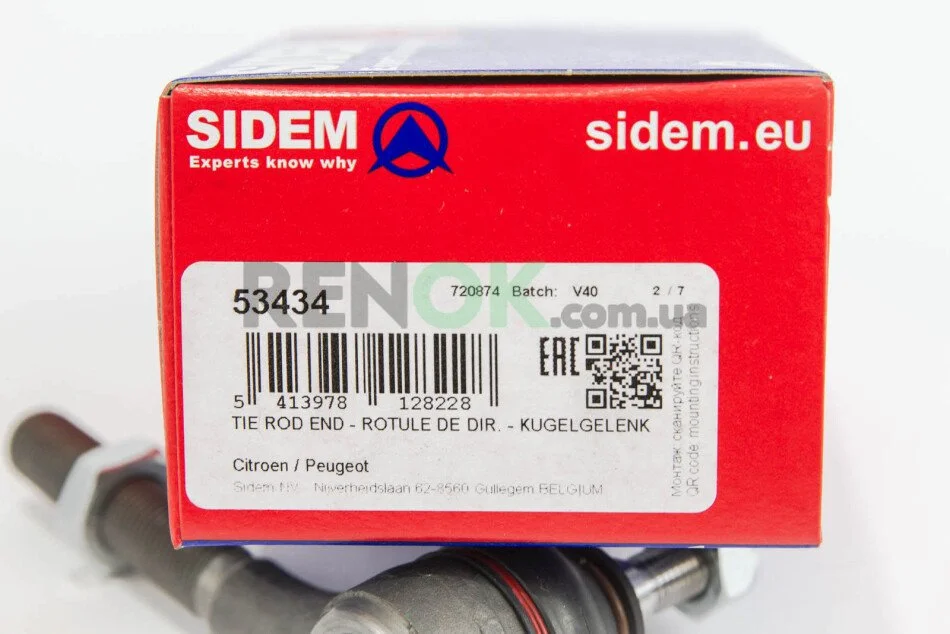 SIDEM
Experts know why
sidem.eu
RENOK.com.ua
53434
720874 Batch: V40 2 / 7
EAC
5 413978 128228
TIE ROD END - ROTULE DE DIR. - KUGELGELENK
Citroen / Peugeot
Sidem NV - Nijverheidslaan 62-8560 Gullegem BELGIUM
Монтаж сканируйте QR-код
QR code mounting instructions